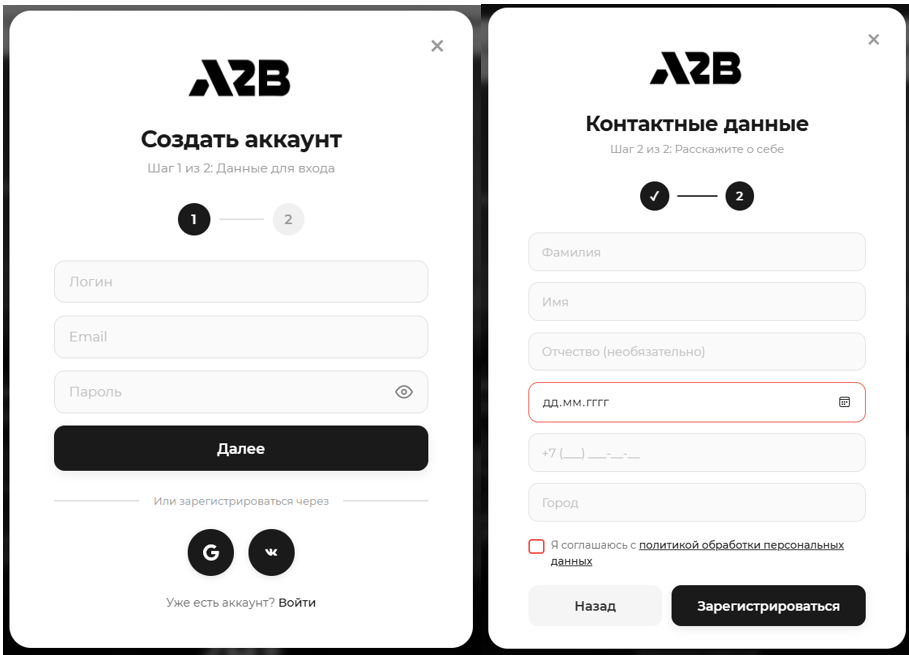 A2B
Создать аккаунт
Шаг 1 из 2: Данные для входа
1 2
Логин
Email
Пароль
Далее
Или зарегистрироваться через
G VK
Уже есть аккаунт? Войти
A2B
Контактные данные
Шаг 2 из 2: Расскажите о себе
2
Фамилия
Имя
Отчество (необязательно)
дд.мм.гггг
+7 (___) ___-__-__
Город
Я соглашаюсь с политикой обработки персональных
данных
Назад Зарегистрироваться